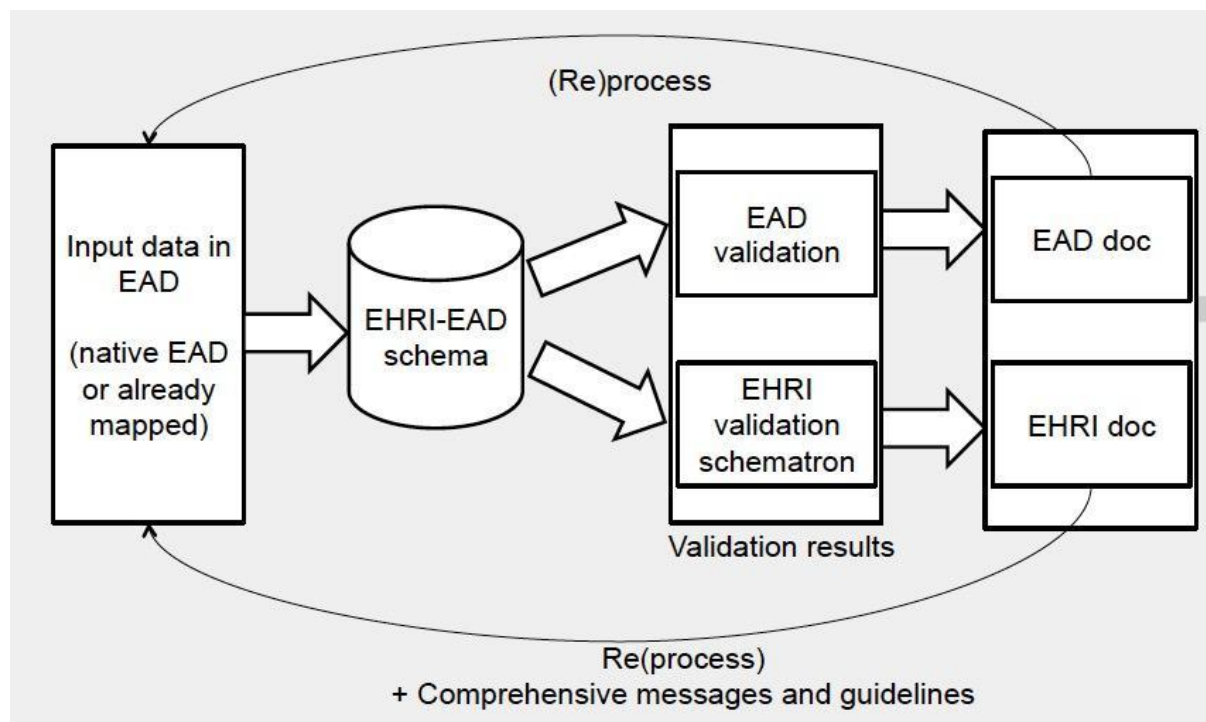 (Re)process
Input data in
EAD
(native EAD
or already
mapped)
EHRI-EAD
schema
EAD
validation
EHRI
validation
schematron
Validation results
EAD doc
EHRI doc
Re(process)
+ Comprehensive messages and guidelines